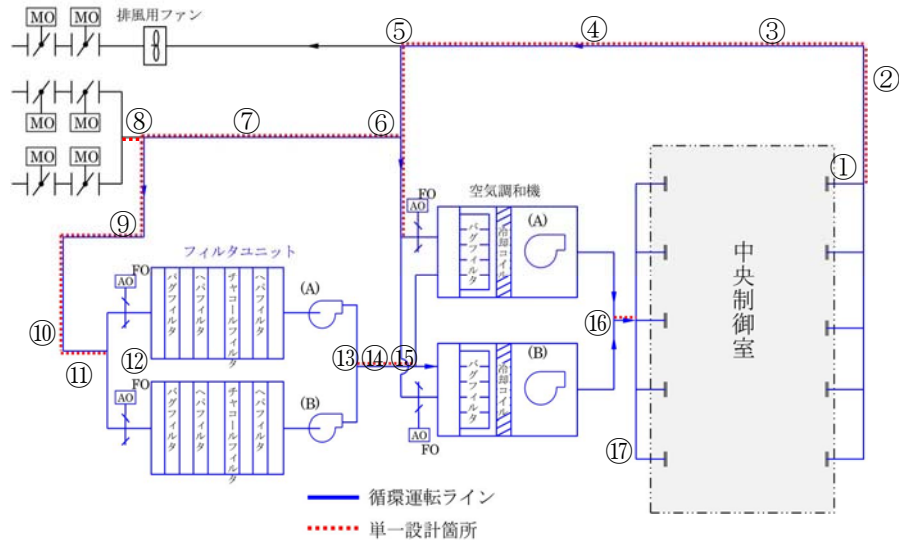 MO MO 排風用ファン ⑤ ④ ③
②
MO MO ⑧ ⑦ ⑥
MO MO
①
空気調和機
FO
AO
(A)
バグフィルタ
冷却コイル
⑨
フィルタユニット
FO
AO
(A)
バグフィルタ
ヘパフィルタ
チャコールフィルタ
ヘパフィルタ
中央制御室
⑩
⑪
⑫
⑬ ⑭ ⑮
⑯
(B)
バグフィルタ
冷却コイル
AO
FO
FO
AO
(B)
バグフィルタ
ヘパフィルタ
チャコールフィルタ
ヘパフィルタ
⑰
循環運転ライン
単一設計箇所